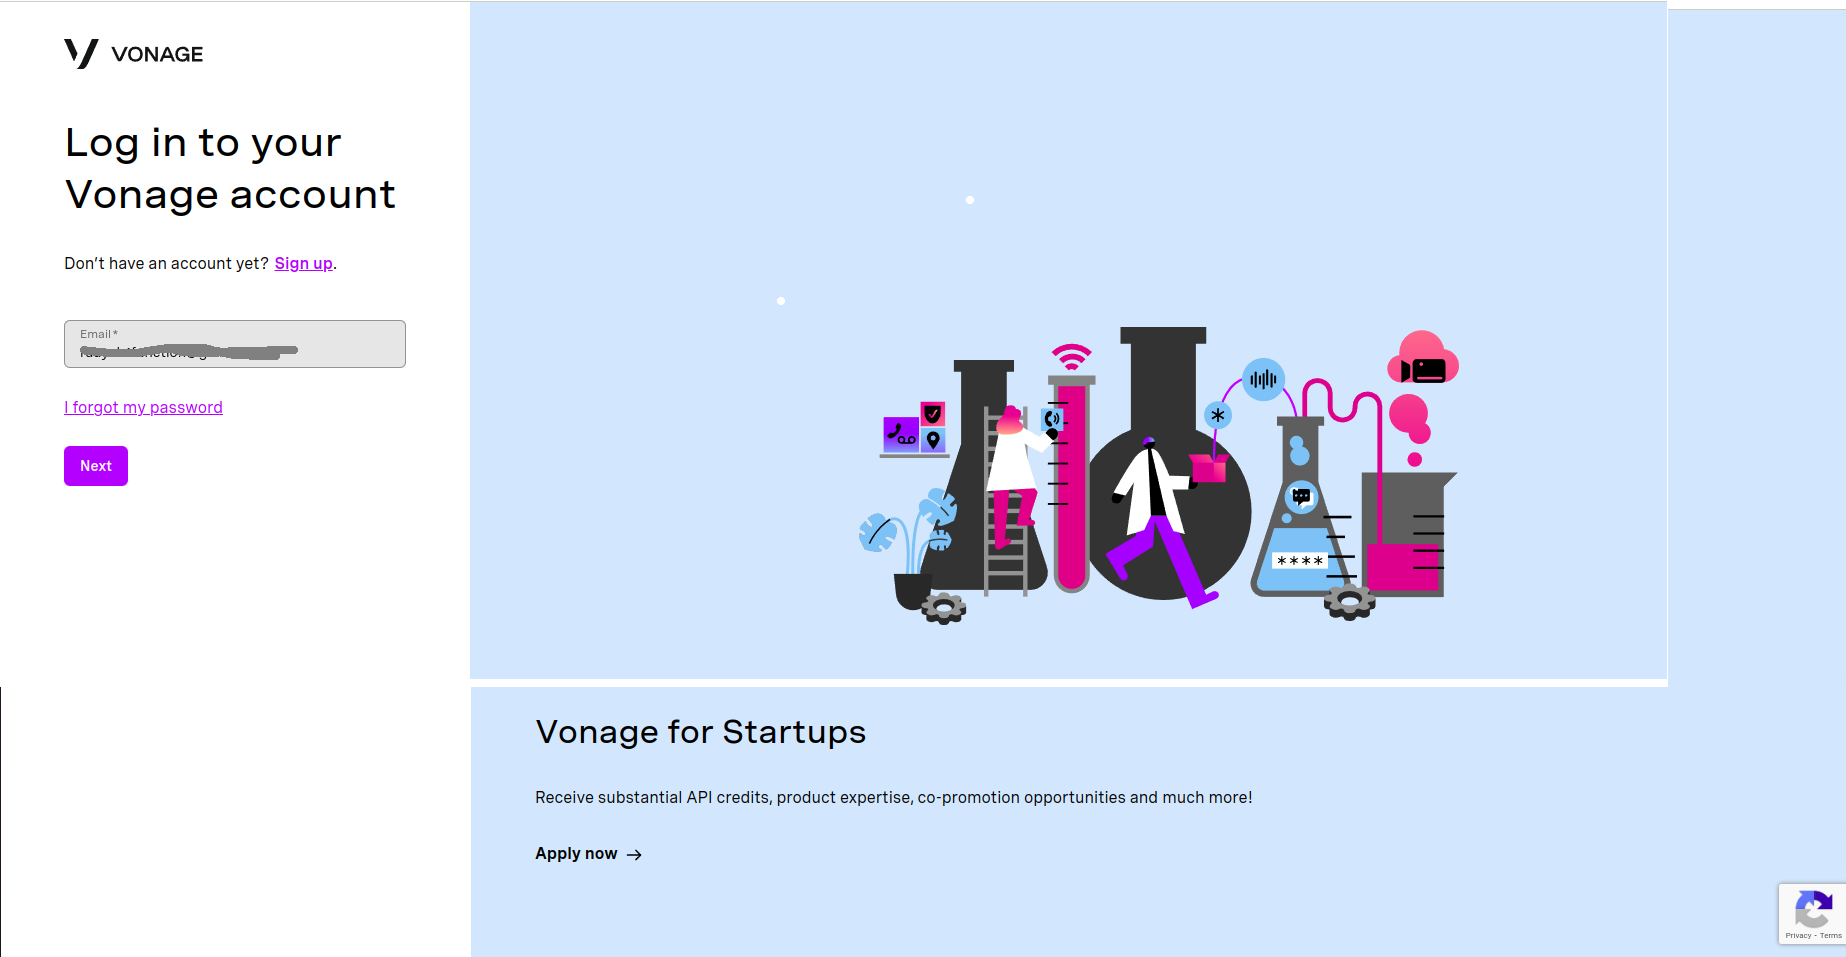 VONAGE
Log in to your
Vonage account
Don’t have an account yet? Sign up.
Email*
I forgot my password
Next
****
Vonage for Startups
Receive substantial API credits, product expertise, co-promotion opportunities and much more!
Apply now →
Privacy - Terms